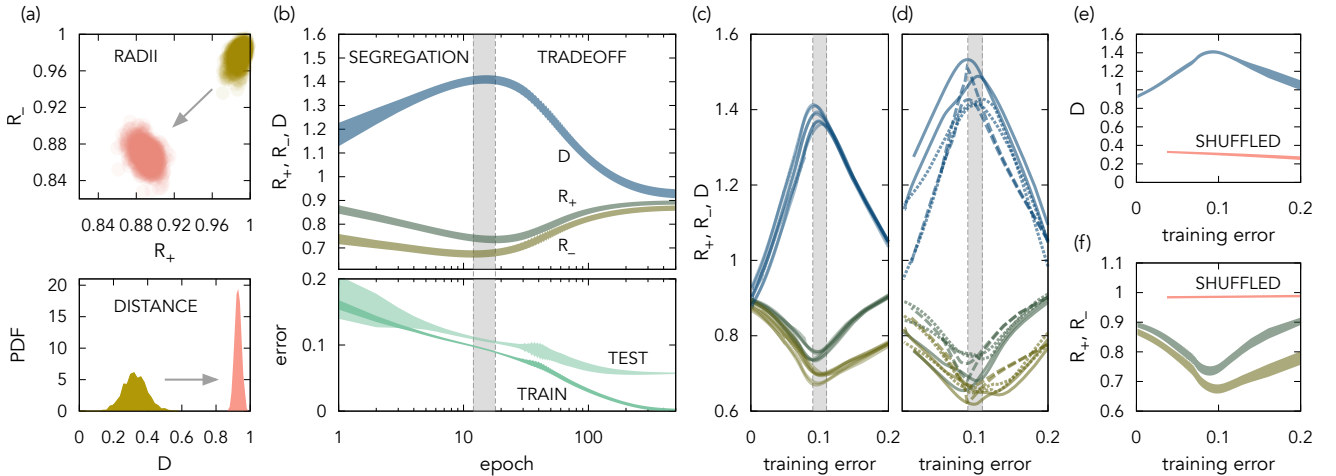 (a)
1
0.96
0.92
0.88
0.84
R_
RADII
0.84 0.88 0.92 0.96 1
R+
20
15
10
5
0
PDF
DISTANCE
0 0.2 0.4 0.6 0.8 1
D
(b)
1.6
1.5
1.4
1.3
1.2
1.1
1
0.9
0.8
0.7
R+, R_, D
SEGREGATION TRADEOFF
D
R+
R_
0.2
0.1
0
error
TEST
TRAIN
1 10 100
epoch
(c)
1.6
1.4
1.2
1
0.8
0.6
R+, R_, D
0 0.1 0.2
training error
(d)
0.1 0.2
training error
(e)
1.6
1.4
1.2
1
0.8
0.6
0.4
0.2
0
D
SHUFFLED
0 0.1 0.2
training error
(f)
1.1
1
0.9
0.8
0.7
0.6
R+, R_
SHUFFLED
0 0.1 0.2
training error